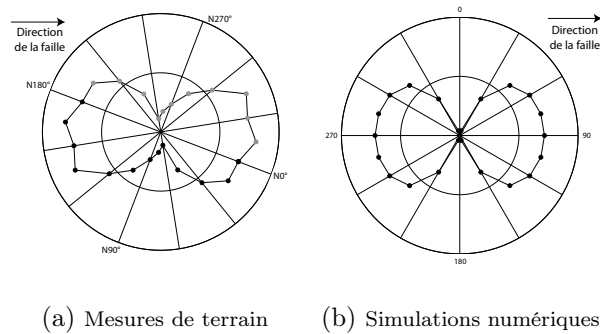 Direction
de la faille
N270°
N180°
N0°
N90°
0
Direction
de la faille
270
90
180
(a) Mesures de terrain
(b) Simulations numériques